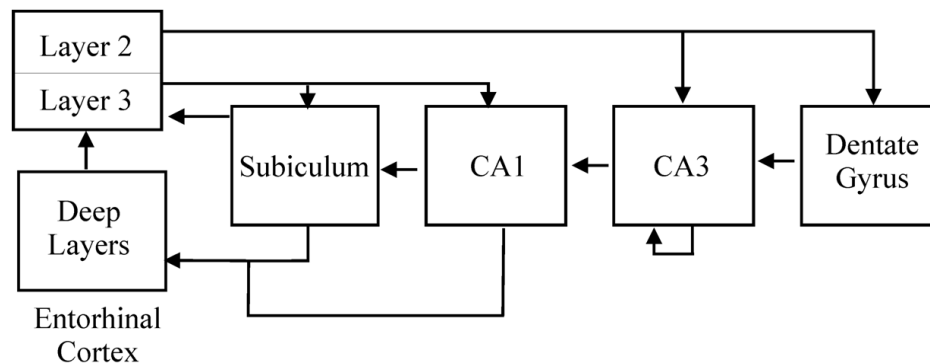 Layer 2
Layer 3
Subiculum
CA1
CA3
Dentate
Gyrus
Deep
Layers
Entorhinal
Cortex